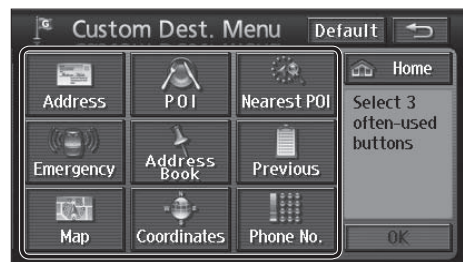 G
Custom Dest. Menu
Default
Address
POI
Nearest POI
Home
Select 3
often-used
buttons
Emergency
Address
Book
Previous
Map
Coordinates
Phone No.
OK